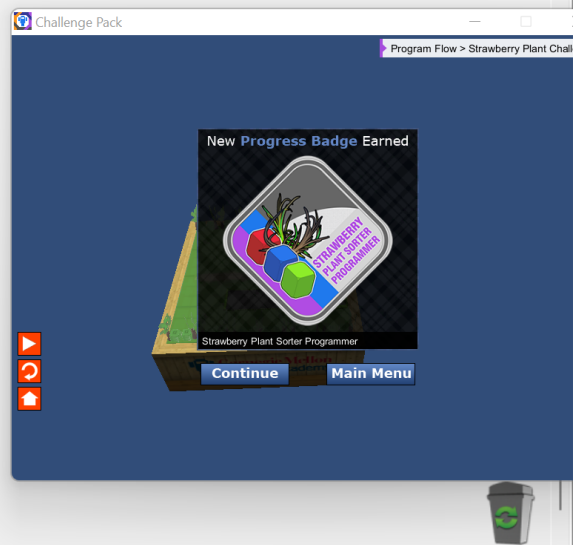 Challenge Pack
Program Flow > Strawberry Plant Chall
New Progress Badge Earned
STRAWBERRY
PLANT SORTER
PROGRAMMER
Strawberry Plant Sorter Programmer
Continue
Main Menu